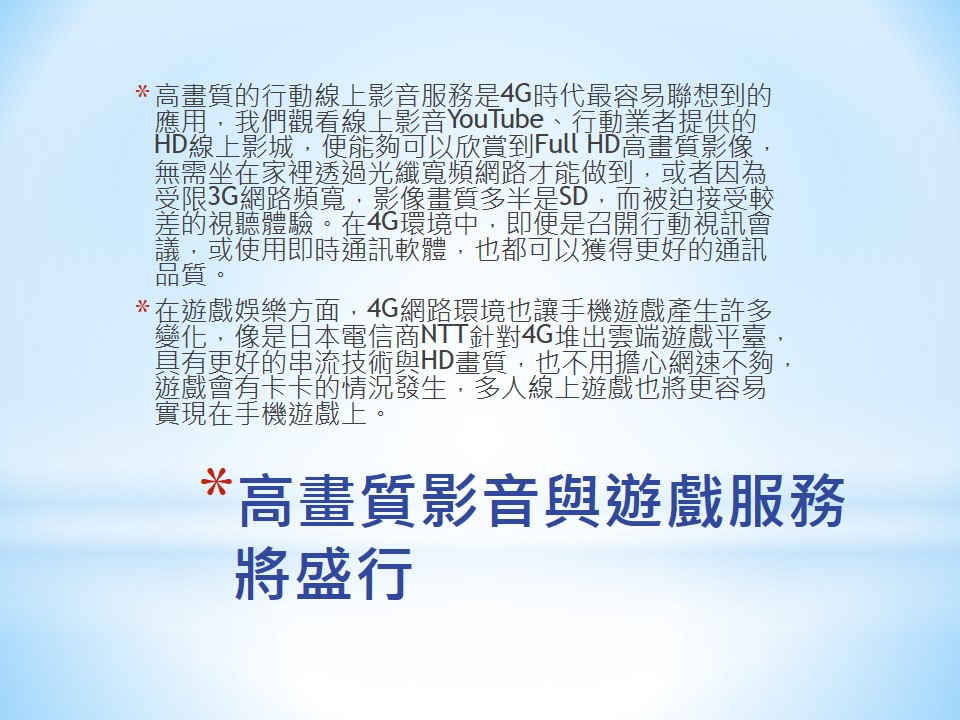 *高畫質的行動線上影音服務是4G時代最容易聯想到的
應用，我們觀看線上影音YouTube、行動業者提供的
HD線上影城，便能夠可以欣賞到Full HD高畫質影像，
無需坐在家裡透過光纖寬頻網路才能做到，或者因為
受限3G網路頻寬，影像畫質多半是SD，而被迫接受較
差的視聽體驗。在4G環境中，即便是召開行動視訊會
議，或使用即時通訊軟體，也都可以獲得更好的通訊
品質。
*在遊戲娛樂方面，4G網路環境也讓手機遊戲產生許多
變化，像是日本電信商NTT針對4G堆出雲端遊戲平臺，
具有更好的串流技術與HD畫質，也不用擔心網速不夠，
遊戲會有卡卡的情況發生，多人線上遊戲也將更容易
實現在手機遊戲上。
*高畫質影音與遊戲服務
將盛行